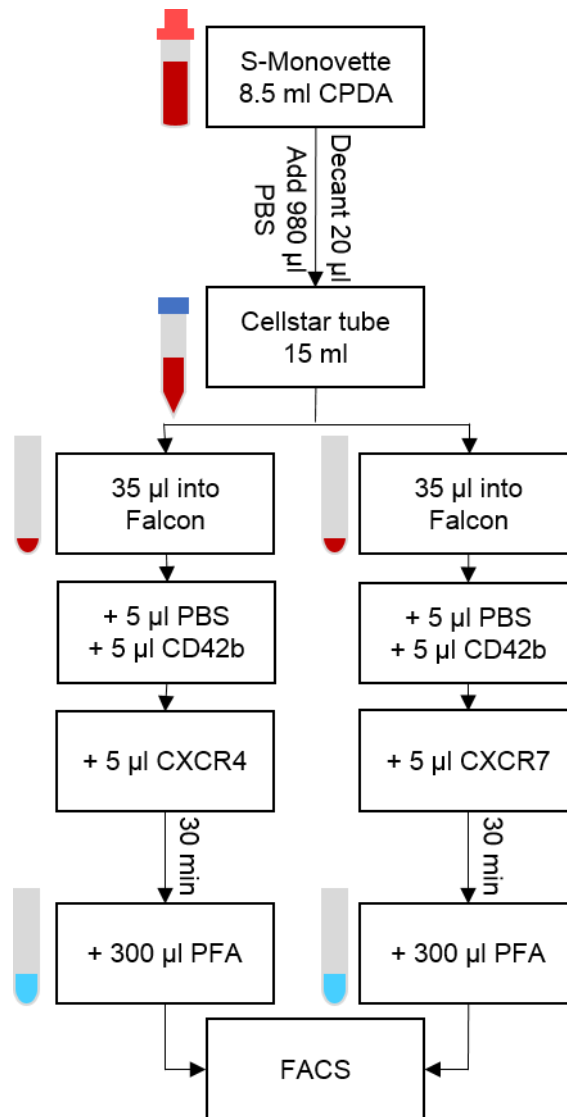 S-Monovette
8.5 ml CPDA
Decant 20 µl
Add 980 µl
PBS
Cellstar tube
15 ml
35 µl into
Falcon
35 µl into
Falcon
+ 5 µl PBS
+ 5 µl CD42b
+ 5 µl PBS
+ 5 µl CD42b
+ 5 µl CXCR4
+ 5 µl CXCR7
30 min
30 min
+ 300 µl PFA
+ 300 µl PFA
FACS